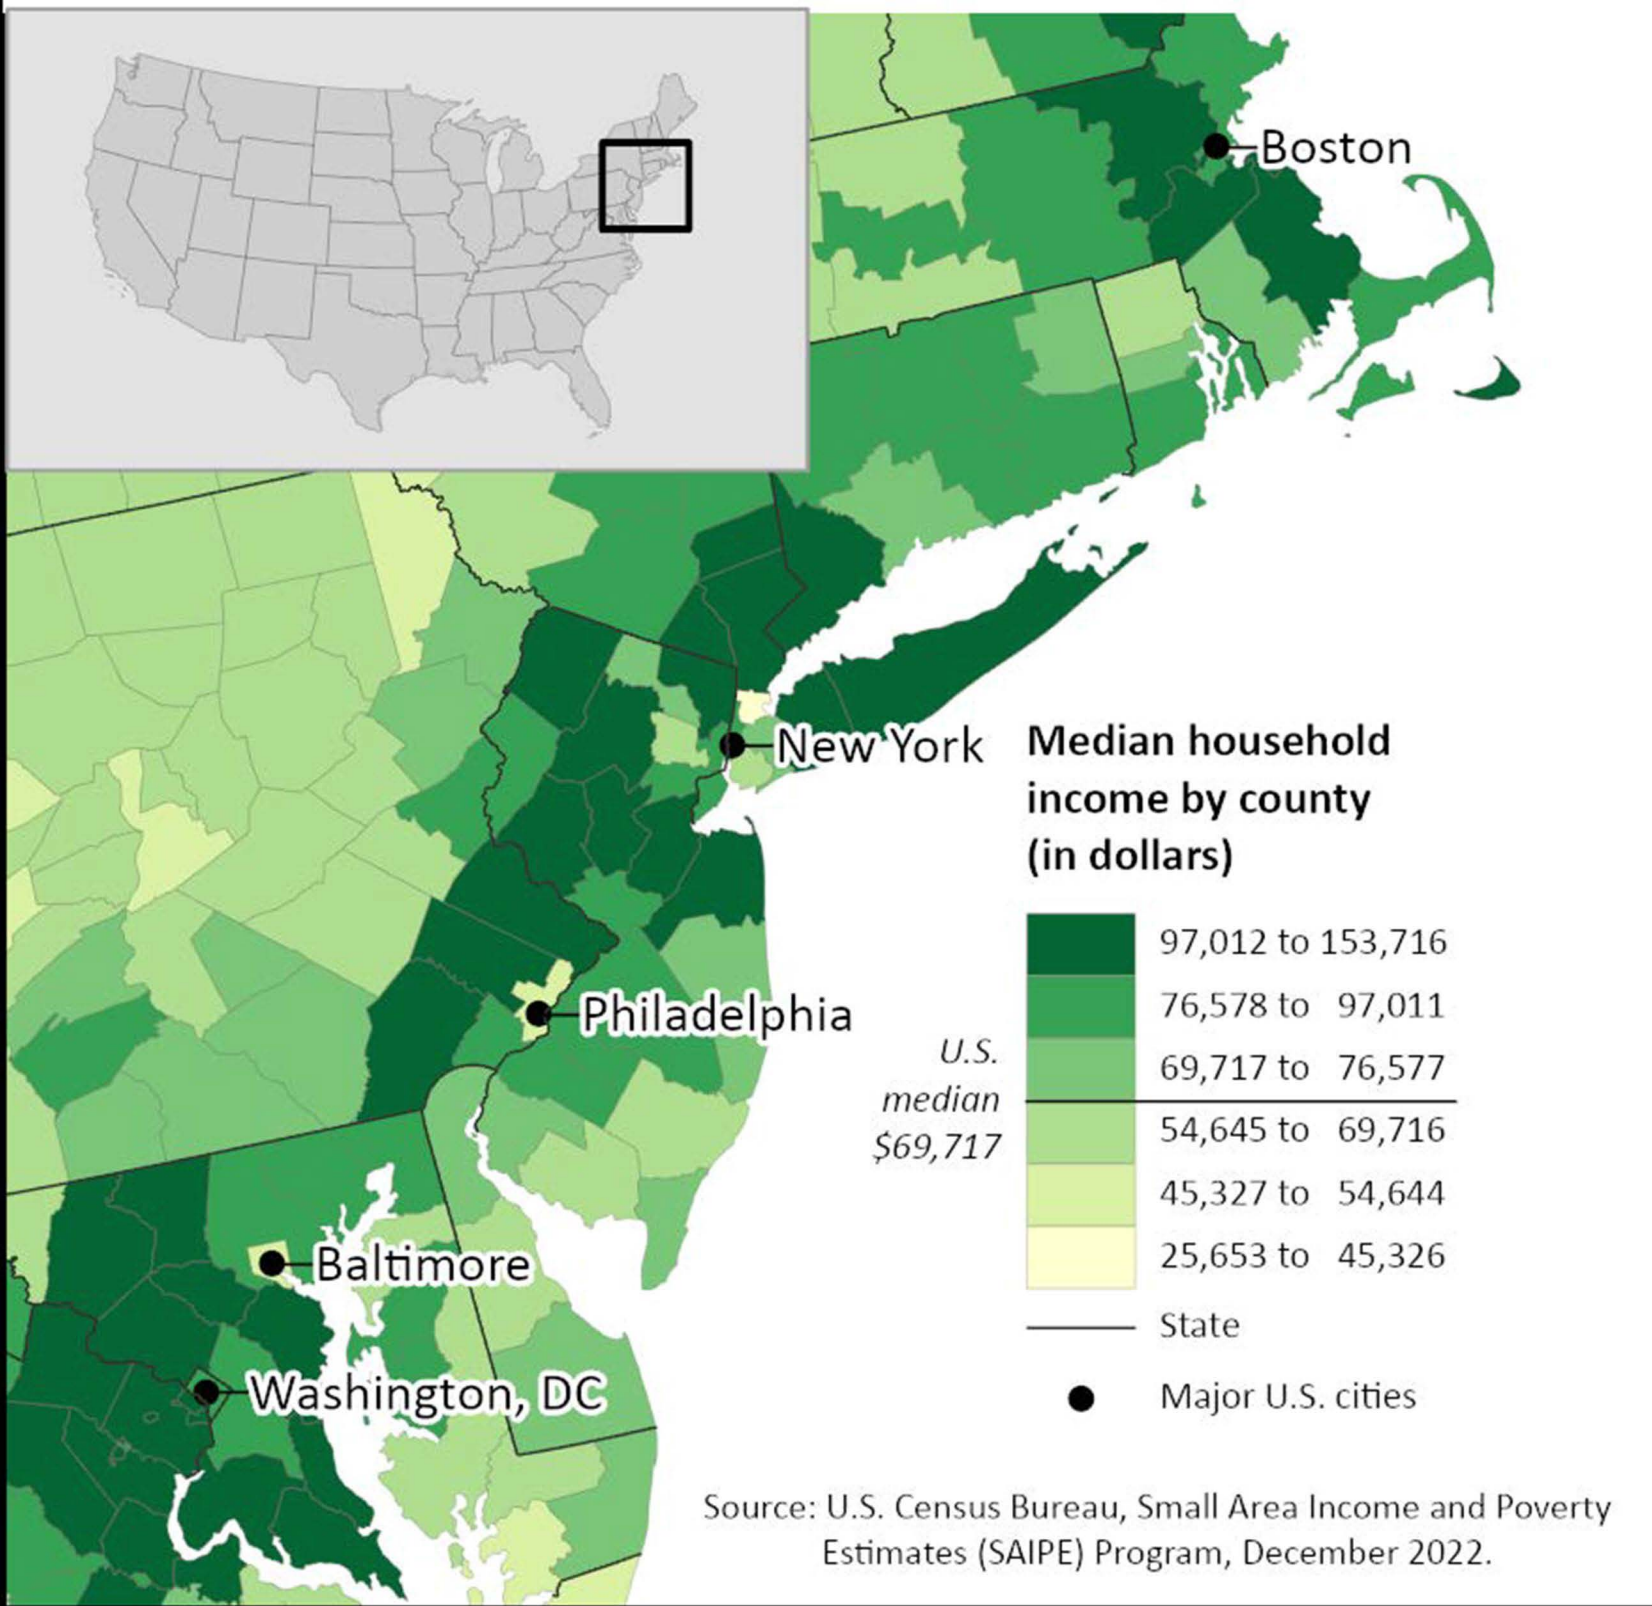 Boston
New York
Philadelphia
Baltimore
Washington, DC
Median household
income by county
(in dollars)
97,012 to 153,716
76,578 to 97,011
69,717 to 76,577
U.S.
median
$69,717
54,645 to 69,716
45,327 to 54,644
25,653 to 45,326
State
Major U.S. cities
Source: U.S. Census Bureau, Small Area Income and Poverty
Estimates (SAIPE) Program, December 2022.